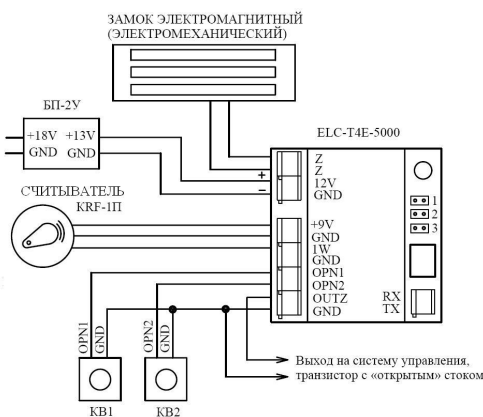 ЗАМОК ЭЛЕКТРОМАГНИТНЫЙ
(ЭЛЕКТРОМЕХАНИЧЕСКИЙ)
БП-2У
ELC-T4E-5000
+18V +13V
GND GND
Z
Z
12V
GND
+
−
1
2
3
СЧИТЫВАТЕЛЬ
KRF-1П
+9V
GND
1W
GND
OPN1
OPN2
OUTZ
GND
RX
TX
OPN1
GND
OPN2
GND
Выход на систему управления,
транзистор с «открытым» стоком
КВ1
КВ2